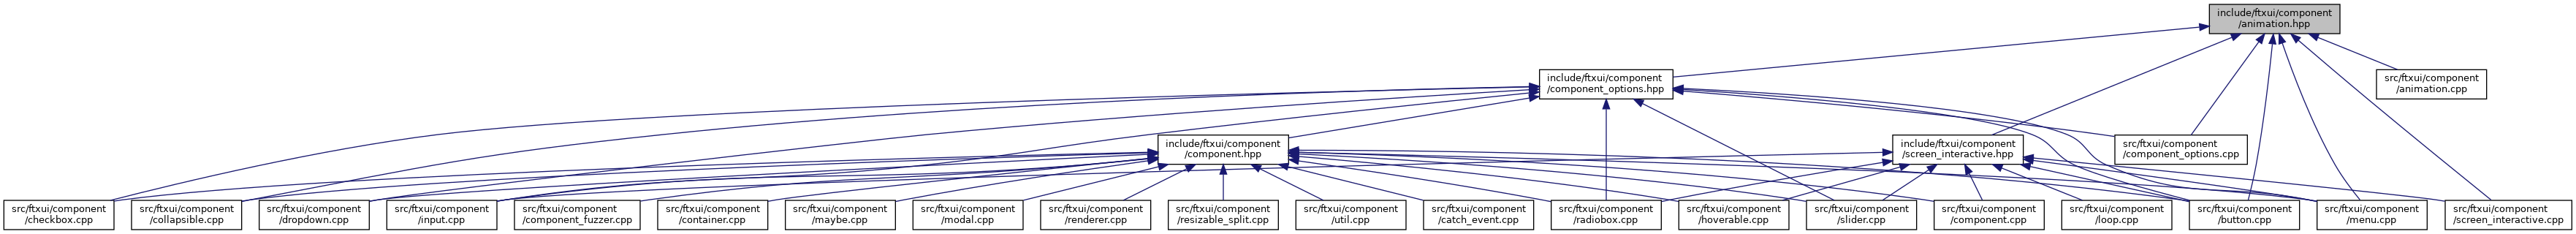 include/ftxui/component
/animation.hpp
include/ftxui/component
/component_options.hpp
src/ftxui/component
/animation.cpp
include/ftxui/component
/component.hpp
include/ftxui/component
/screen_interactive.hpp
src/ftxui/component
/component_options.cpp
src/ftxui/component
/checkbox.cpp
src/ftxui/component
/collapsible.cpp
src/ftxui/component
/dropdown.cpp
src/ftxui/component
/input.cpp
src/ftxui/component
/component_fuzzer.cpp
src/ftxui/component
/container.cpp
src/ftxui/component
/maybe.cpp
src/ftxui/component
/modal.cpp
src/ftxui/component
/renderer.cpp
src/ftxui/component
/resizable_split.cpp
src/ftxui/component
/util.cpp
src/ftxui/component
/catch_event.cpp
src/ftxui/component
/radiobox.cpp
src/ftxui/component
/hoverable.cpp
src/ftxui/component
/slider.cpp
src/ftxui/component
/component.cpp
src/ftxui/component
/loop.cpp
src/ftxui/component
/button.cpp
src/ftxui/component
/menu.cpp
src/ftxui/component
/screen_interactive.cpp